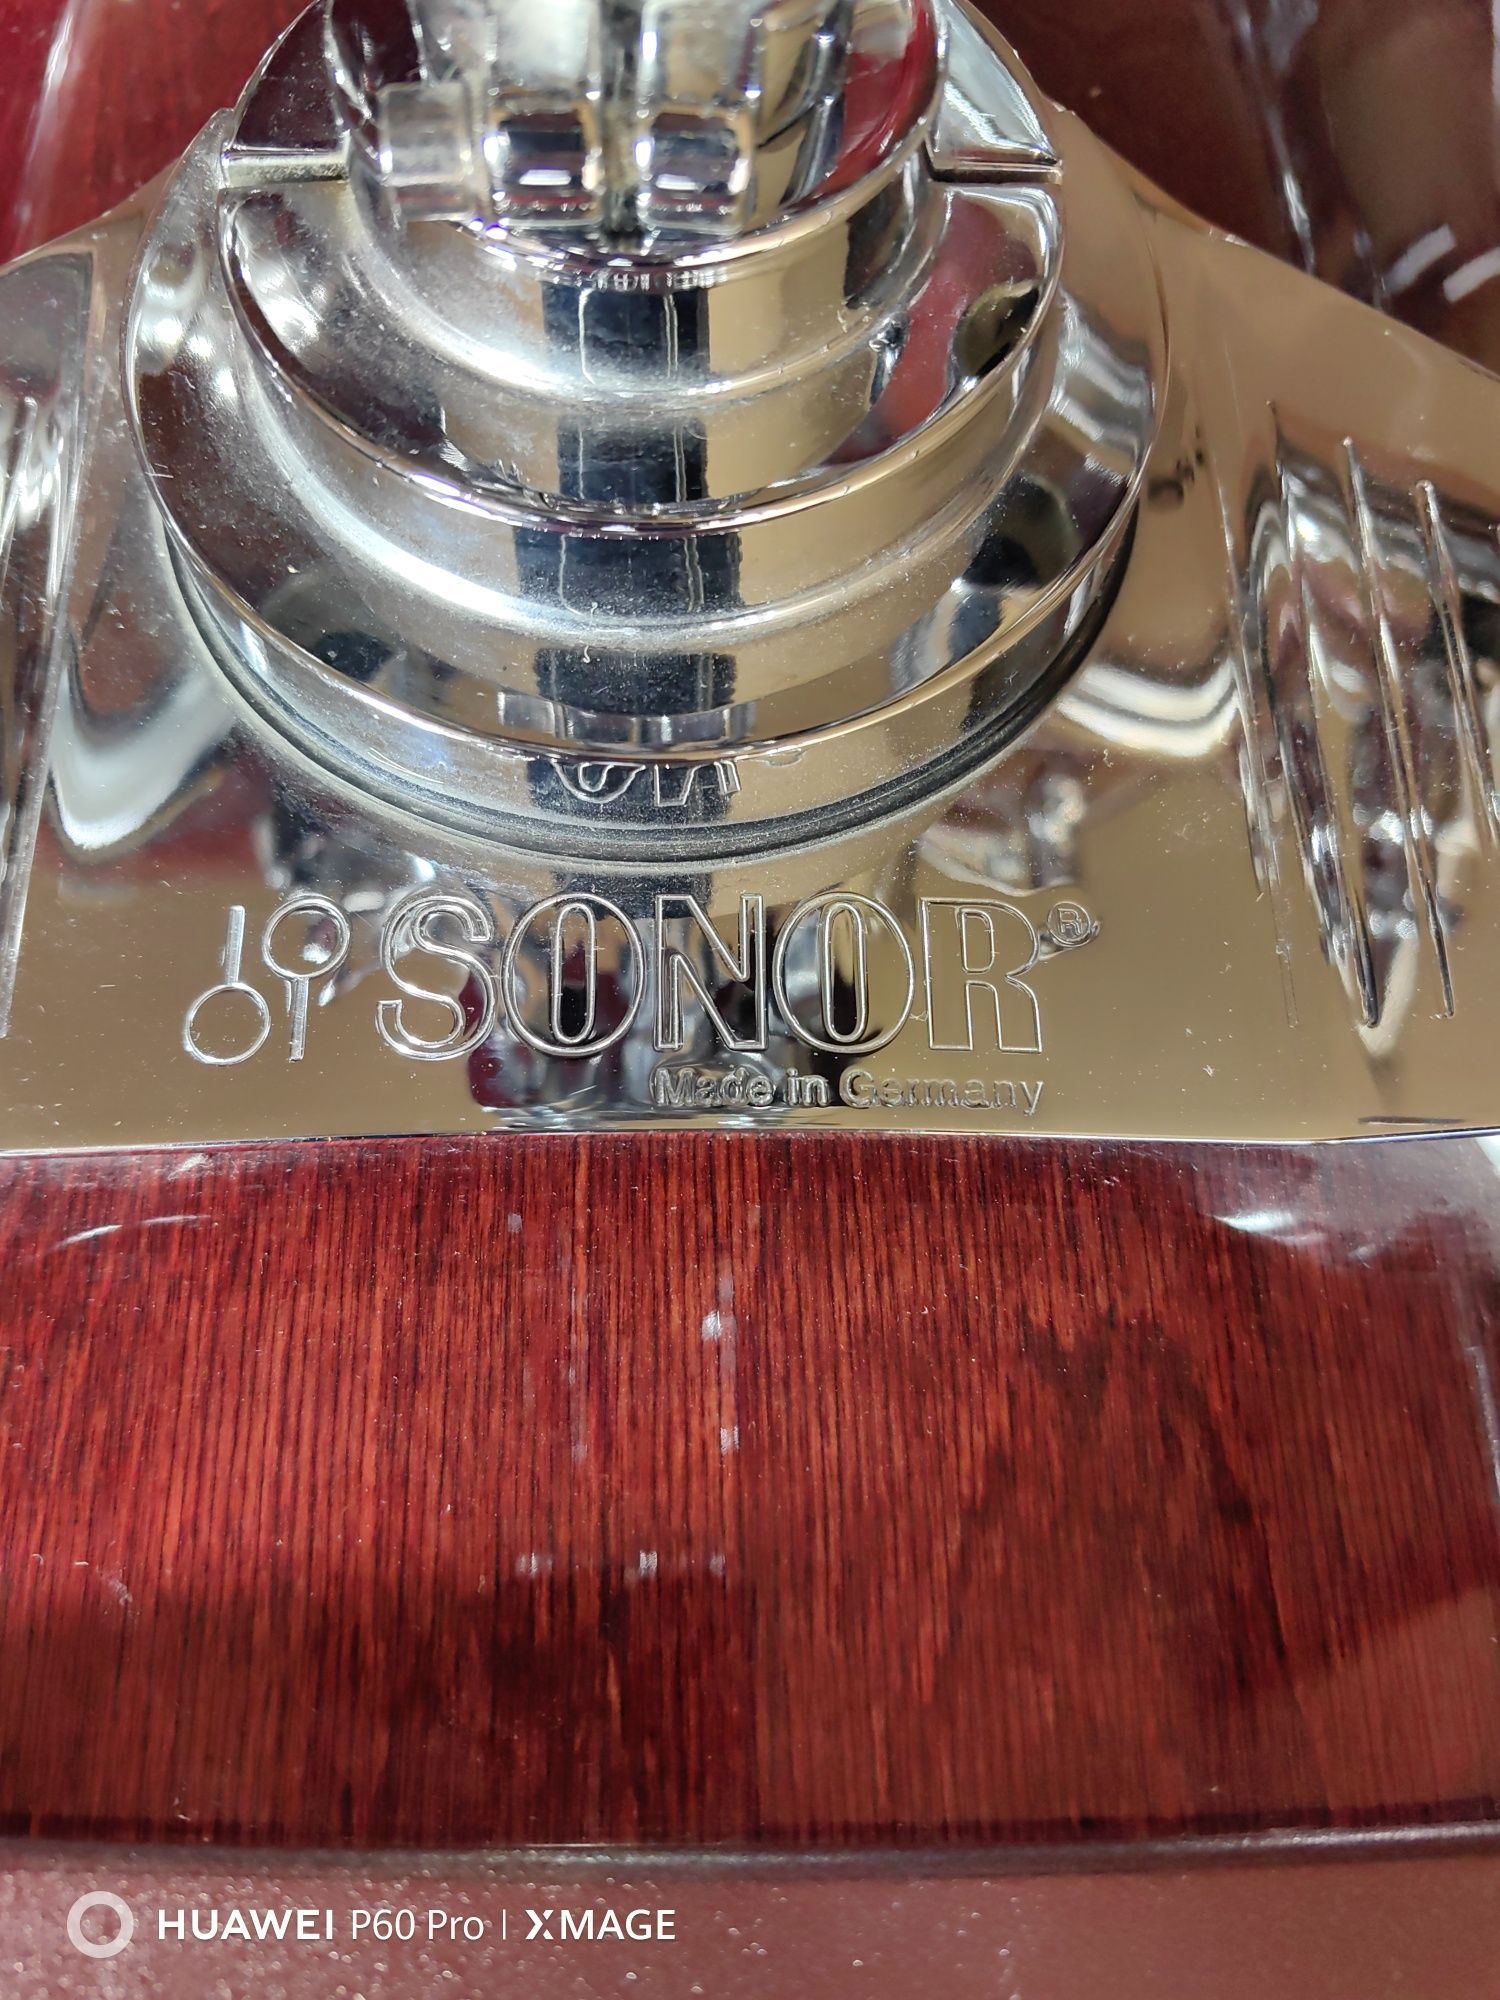 SONOR®
Made in Germany
HUAWEI P60 Pro | XMAGE